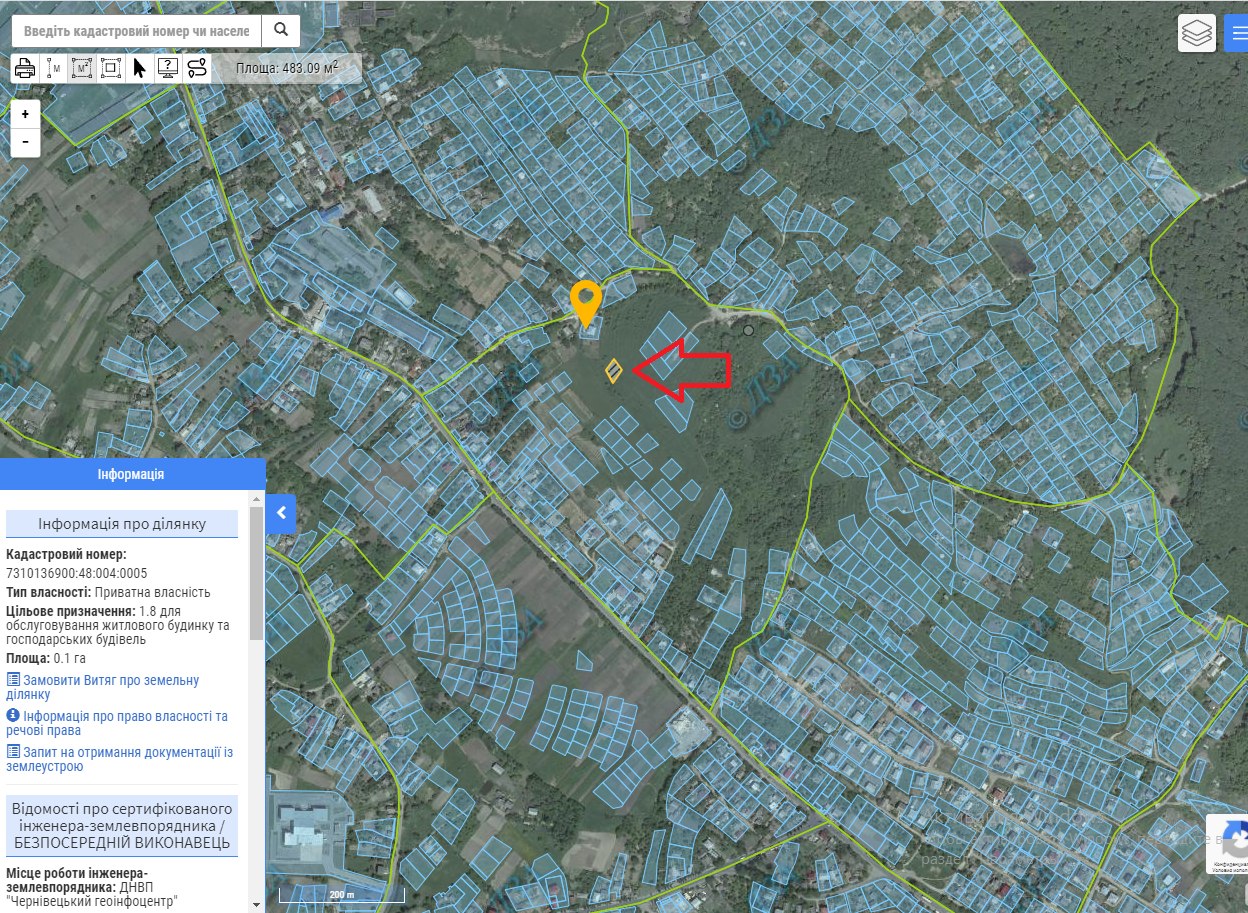 Введіть кадастровий номер чи населе
M
M²
?
Площа: 483.09 м2
+
-
ДЗА
© ДЗА
Інформація
Інформація про ділянку
Кадастровий номер:
7310136900:48:004:0005
Тип власності: Приватна власність
Цільове призначення: 1.8 для
обслуговування житлового будинку та
господарських будівель
Площа: 0.1 га
Замовити Витяг про земельну
ділянку
Інформація про право власності та
речові права
Запит на отримання документації із
землеустрою
Відомості про сертифікованого
інженера-землевпорядника /
БЕЗПОСЕРЕДНІЙ ВИКОНАВЕЦЬ
Місце роботи інженера-
землевпорядника: ДНВП
"Чернівецький геоінфоцентр"
200 m